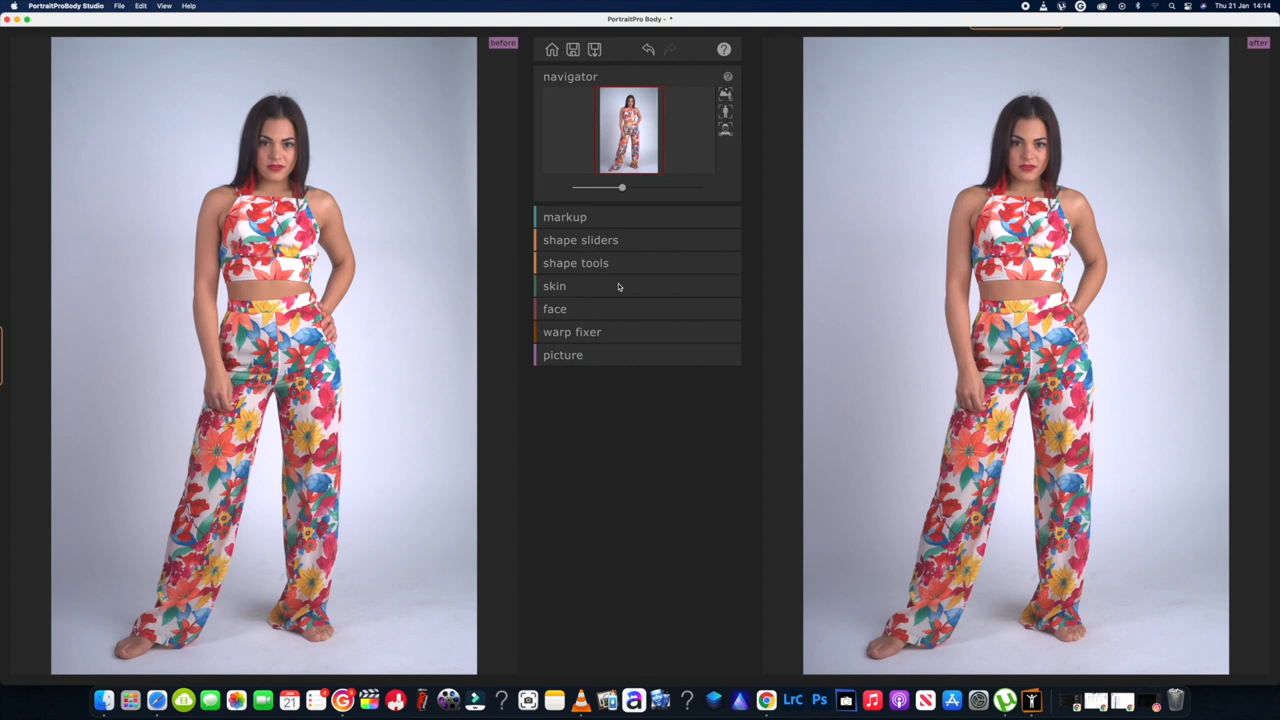 PortraitPro Body Studio File Edit View Help
Thu 21 Jan 14:14
PortraitPro Body - *
before
after
navigator
markup
shape sliders
shape tools
skin
face
warp fixer
picture
LrC Ps